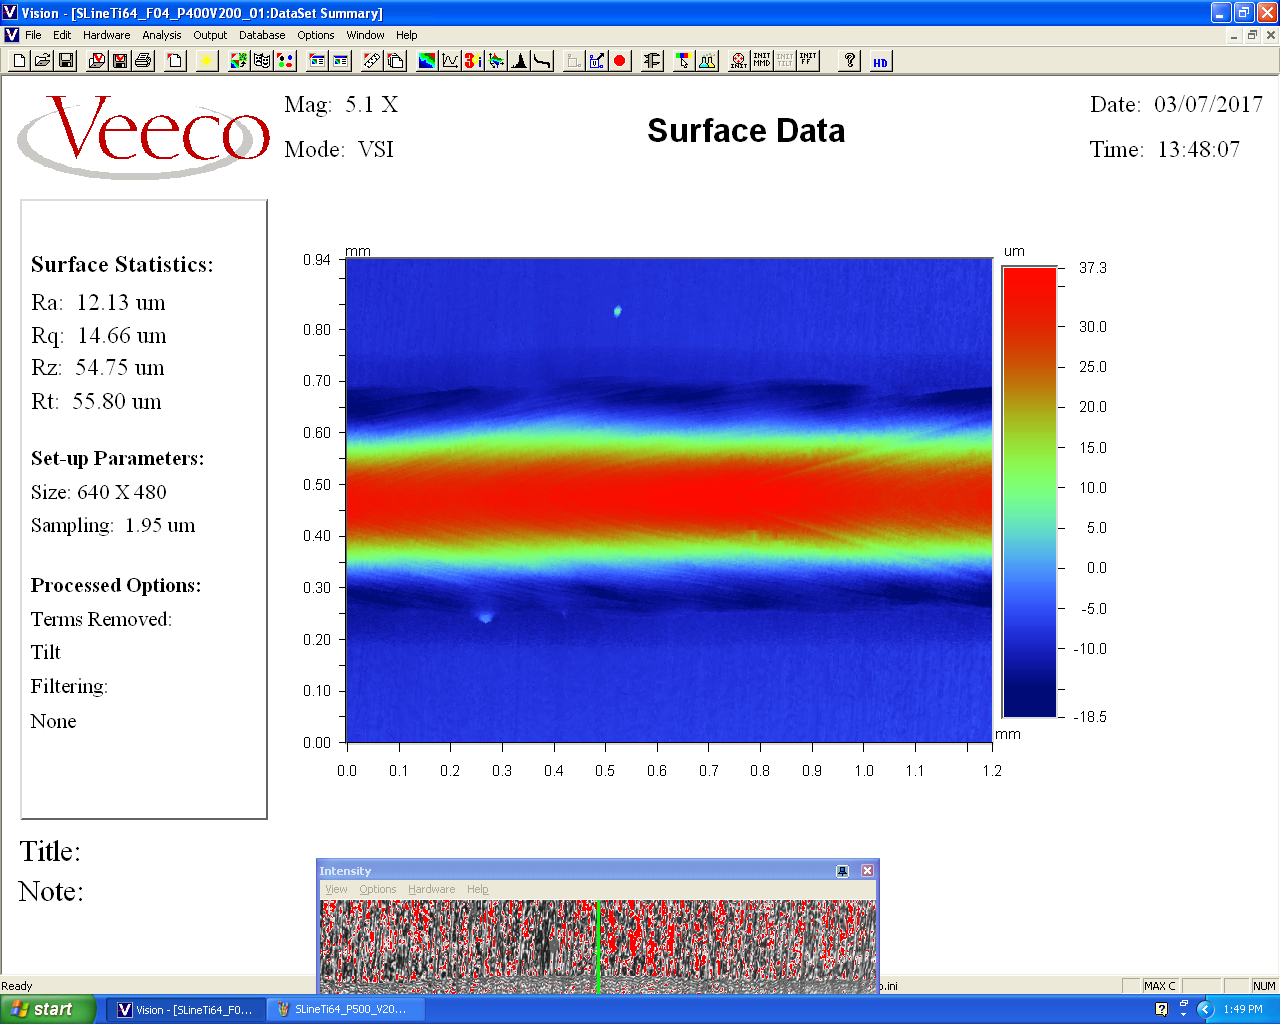 Vision - [SLineTi64_F04_P400V200_01:DataSet Summary]
File Edit Hardware Analysis Output Database Options Window Help
INIT INIT MMD INIT TILT INIT FF ? HD
Veeco
Mag: 5.1 X
Mode: VSI
Surface Data
Date: 03/07/2017
Time: 13:48:07
Surface Statistics:
Ra: 12.13 um
Rq: 14.66 um
Rz: 54.75 um
Rt: 55.80 um
Set-up Parameters:
Size: 640 X 480
Sampling: 1.95 um
Processed Options:
Terms Removed:
Tilt
Filtering:
None
mm
0.94
0.80
0.70
0.60
0.50
0.40
0.30
0.20
0.10
0.00
0.0 0.1 0.2 0.3 0.4 0.5 0.6 0.7 0.8 0.9 1.0 1.1 1.2
mm
um
37.3
30.0
25.0
20.0
15.0
10.0
5.0
0.0
-5.0
-10.0
-18.5
Title:
Note:
Intensity
View Options Hardware Help
Ready
o.ini
MAX C
NUM
start
Vision - [SLineTi64_F0...
SLineTi64_P500_V20...
1:49 PM